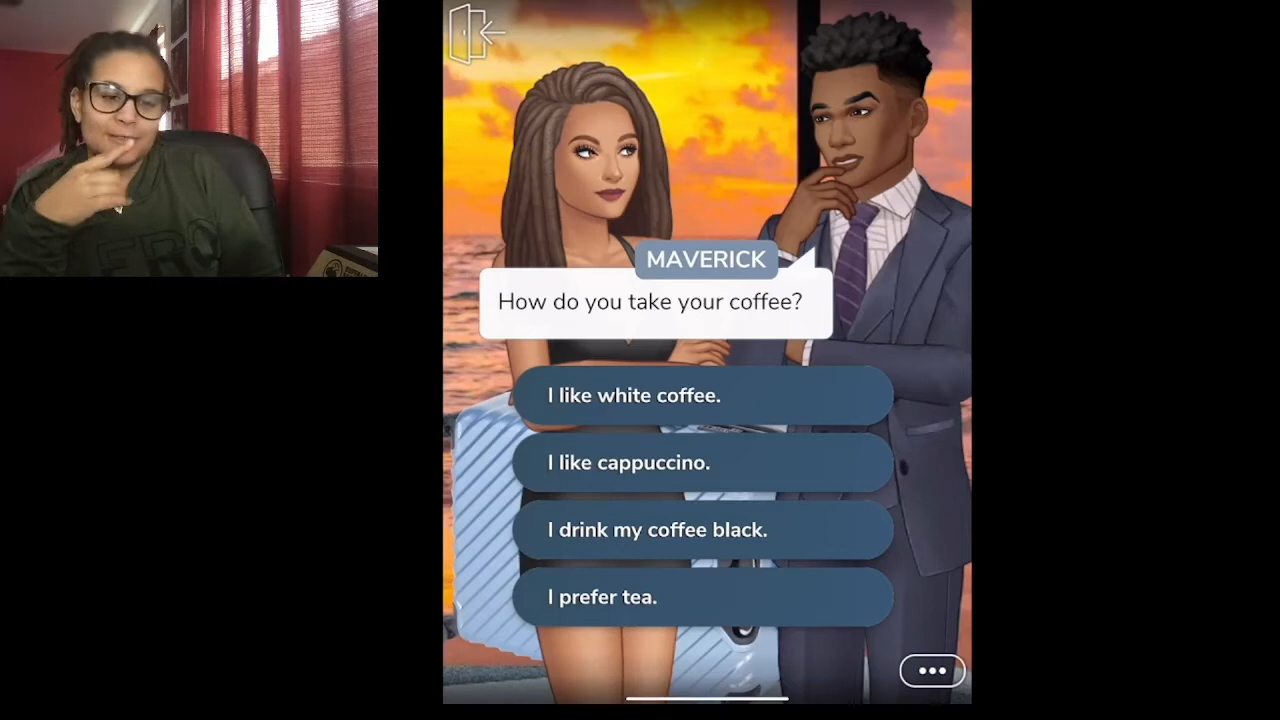 MAVERICK
How do you take your coffee?
I like white coffee.
I like cappuccino.
I drink my coffee black.
I prefer tea.